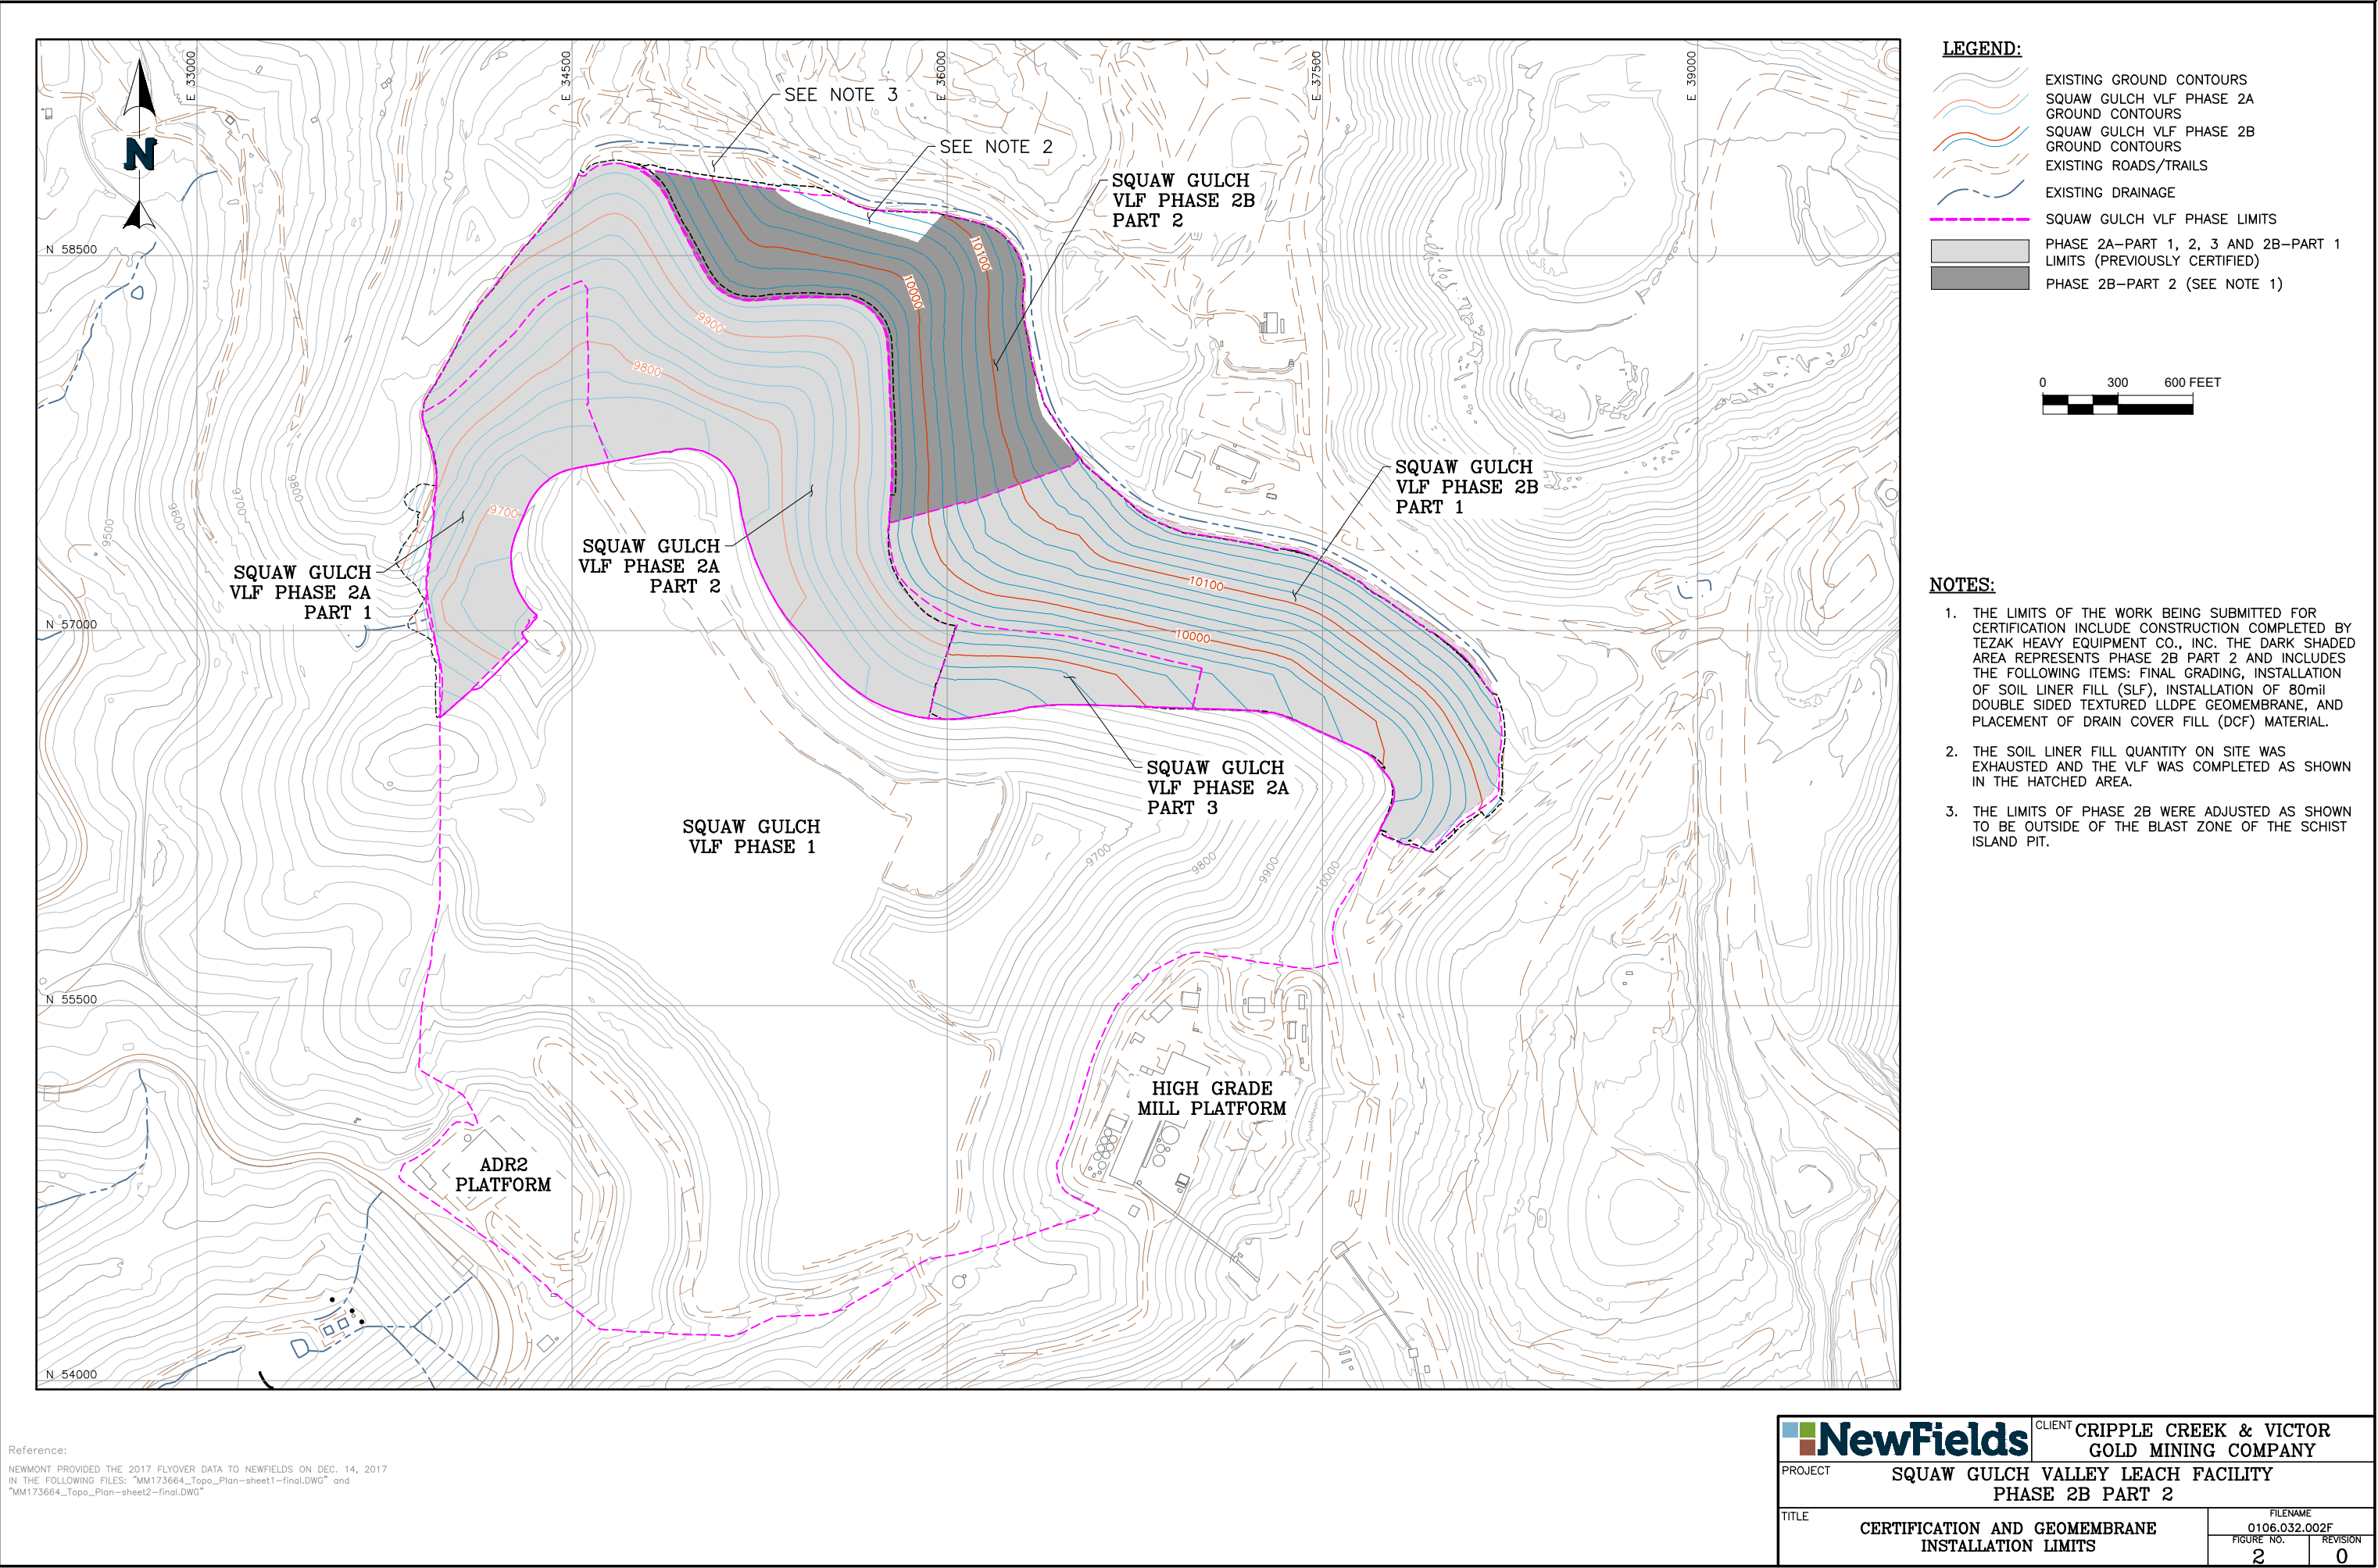 E 33000
E 34500
E 36000
E 37500
E 39000
N 58500
N 57000
N 55500
N 54000
N
SEE NOTE 3
SEE NOTE 2
SQUAW GULCH
VLF PHASE 2B
PART 2
10100
10000
9900
9800
9700
9800
9700
9600
9500
SQUAW GULCH
VLF PHASE 2B
PART 1
SQUAW GULCH
VLF PHASE 2A
PART 2
SQUAW GULCH
VLF PHASE 2A
PART 1
10100
10000
SQUAW GULCH
VLF PHASE 2A
PART 3
SQUAW GULCH
VLF PHASE 1
9700
9800
9900
10000
HIGH GRADE
MILL PLATFORM
ADR2
PLATFORM
LEGEND:
EXISTING GROUND CONTOURS
SQUAW GULCH VLF PHASE 2A
GROUND CONTOURS
SQUAW GULCH VLF PHASE 2B
GROUND CONTOURS
EXISTING ROADS/TRAILS
EXISTING DRAINAGE
SQUAW GULCH VLF PHASE LIMITS
PHASE 2A-PART 1, 2, 3 AND 2B-PART 1
LIMITS (PREVIOUSLY CERTIFIED)
PHASE 2B-PART 2 (SEE NOTE 1)
0 300 600 FEET
NOTES:
1. THE LIMITS OF THE WORK BEING SUBMITTED FOR
CERTIFICATION INCLUDE CONSTRUCTION COMPLETED BY
TEZAK HEAVY EQUIPMENT CO., INC. THE DARK SHADED
AREA REPRESENTS PHASE 2B PART 2 AND INCLUDES
THE FOLLOWING ITEMS: FINAL GRADING, INSTALLATION
OF SOIL LINER FILL (SLF), INSTALLATION OF 80mil
DOUBLE SIDED TEXTURED LLDPE GEOMEMBRANE, AND
PLACEMENT OF DRAIN COVER FILL (DCF) MATERIAL.
2. THE SOIL LINER FILL QUANTITY ON SITE WAS
EXHAUSTED AND THE VLF WAS COMPLETED AS SHOWN
IN THE HATCHED AREA.
3. THE LIMITS OF PHASE 2B WERE ADJUSTED AS SHOWN
TO BE OUTSIDE OF THE BLAST ZONE OF THE SCHIST
ISLAND PIT.
Reference:
NEWMONT PROVIDED THE 2017 FLYOVER DATA TO NEWFIELDS ON DEC. 14, 2017
IN THE FOLLOWING FILES: "MM173664_Topo_Plan-sheet1-final.DWG" and
"MM173664_Topo_Plan-sheet2-final.DWG"
NewFields
CLIENT CRIPPLE CREEK & VICTOR
GOLD MINING COMPANY
PROJECT SQUAW GULCH VALLEY LEACH FACILITY
PHASE 2B PART 2
TITLE CERTIFICATION AND GEOMEMBRANE
INSTALLATION LIMITS
FILENAME
0106.032.002F
FIGURE NO. REVISION
2 0